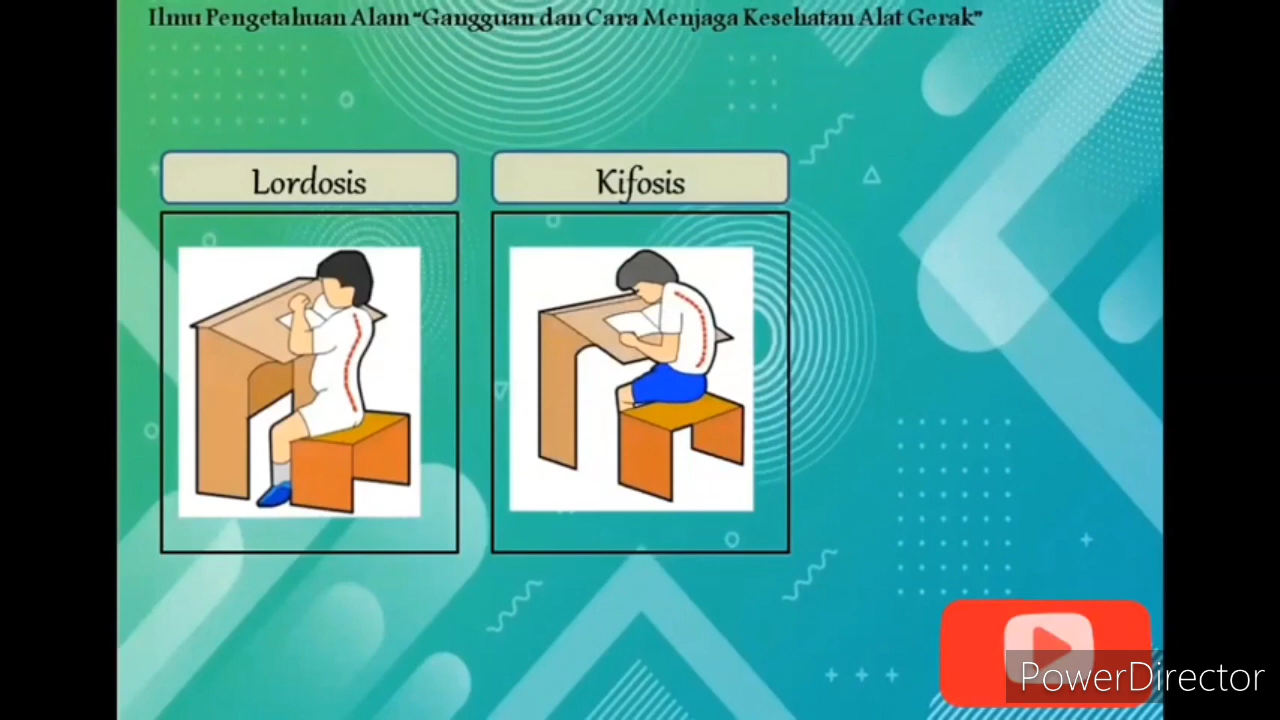 Ilmu Pengetahuan Alam “Gangguan dan Cara Menjaga Kesehatan Alat Gerak”
Lordosis
Kifosis
PowerDirector